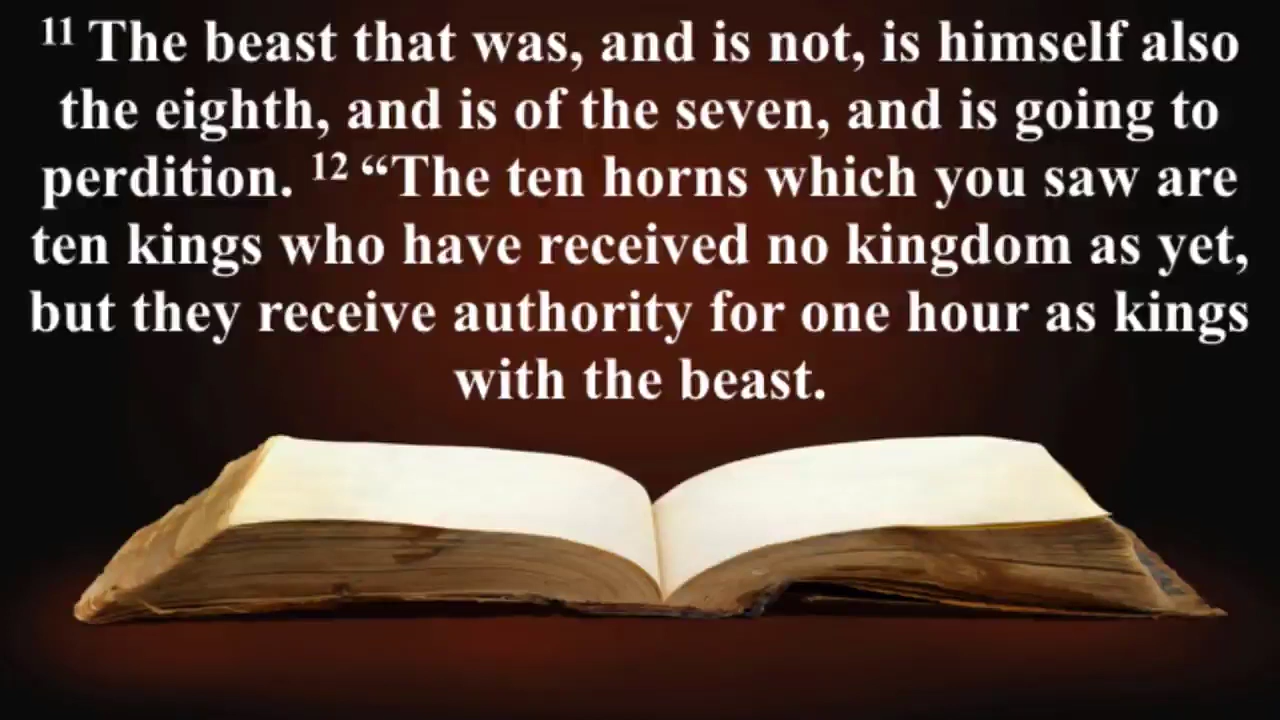 11 The beast that was, and is not, is himself also
the eighth, and is of the seven, and is going to
perdition. 12 “The ten horns which you saw are
ten kings who have received no kingdom as yet,
but they receive authority for one hour as kings
with the beast.